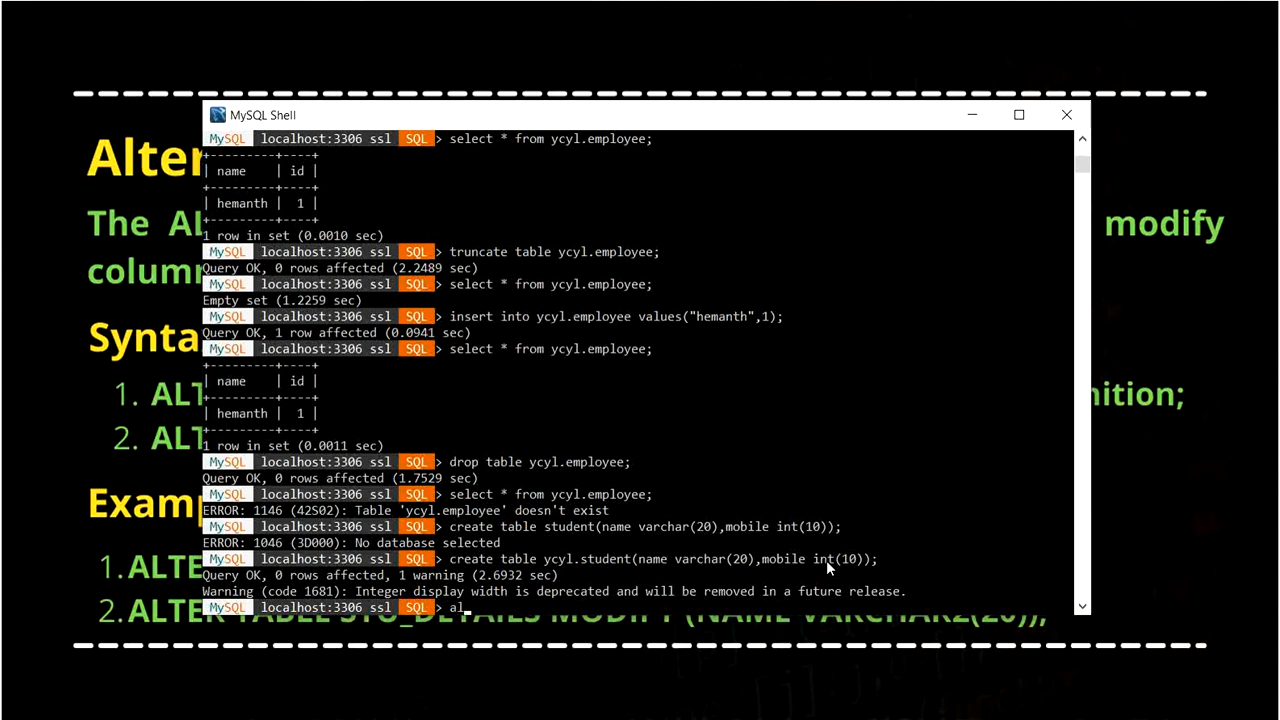 MySQL Shell
Alter
The AL modify
colum
Synta
1. ALT nition;
2. ALT
Examp
1. ALTE
2. ALTER TABLE STU_DETAILS MODIFY (NAME VARCHAR2(20));
MySQL localhost:3306 ssl SQL > select * from ycyl.employee;
+---------+----+
| name | id |
+---------+----+
| hemanth | 1 |
+---------+----+
1 row in set (0.0010 sec)
MySQL localhost:3306 ssl SQL > truncate table ycyl.employee;
Query OK, 0 rows affected (2.2489 sec)
MySQL localhost:3306 ssl SQL > select * from ycyl.employee;
Empty set (1.2259 sec)
MySQL localhost:3306 ssl SQL > insert into ycyl.employee values("hemanth",1);
Query OK, 1 row affected (0.0941 sec)
MySQL localhost:3306 ssl SQL > select * from ycyl.employee;
+---------+----+
| name | id |
+---------+----+
| hemanth | 1 |
+---------+----+
1 row in set (0.0011 sec)
MySQL localhost:3306 ssl SQL > drop table ycyl.employee;
Query OK, 0 rows affected (1.7529 sec)
MySQL localhost:3306 ssl SQL > select * from ycyl.employee;
ERROR: 1146 (42S02): Table 'ycyl.employee' doesn't exist
MySQL localhost:3306 ssl SQL > create table student(name varchar(20),mobile int(10));
ERROR: 1046 (3D000): No database selected
MySQL localhost:3306 ssl SQL > create table ycyl.student(name varchar(20),mobile int(10));
Query OK, 0 rows affected, 1 warning (2.6932 sec)
Warning (code 1681): Integer display width is deprecated and will be removed in a future release.
MySQL localhost:3306 ssl SQL > al